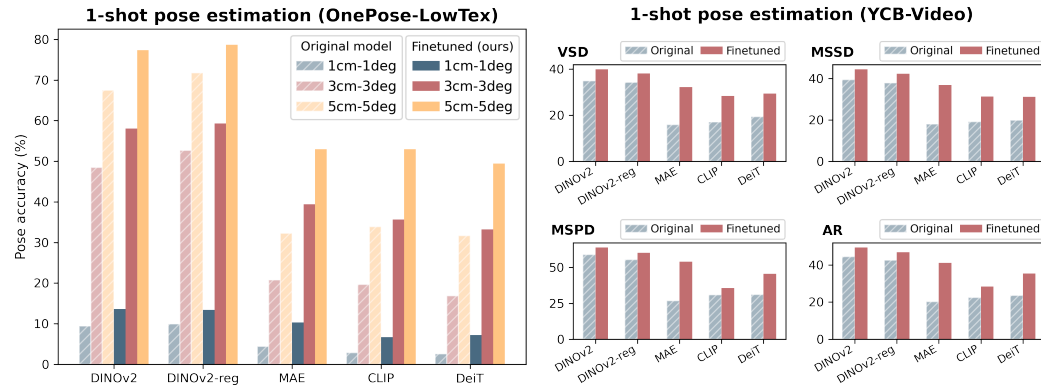 1-shot pose estimation (OnePose-LowTex)
Pose accuracy (%)
80
70
60
50
40
30
20
10
0
Original model
1cm-1deg
3cm-3deg
5cm-5deg
Finetuned (ours)
1cm-1deg
3cm-3deg
5cm-5deg
DINOv2 DINOv2-reg MAE CLIP DeiT
1-shot pose estimation (YCB-Video)
VSD
Original Finetuned
40
20
0
DINOv2 DINOv2-reg MAE CLIP DeiT
MSSD
Original Finetuned
40
20
0
DINOv2 DINOv2-reg MAE CLIP DeiT
MSPD
Original Finetuned
50
25
0
DINOv2 DINOv2-reg MAE CLIP DeiT
AR
Original Finetuned
40
20
0
DINOv2 DINOv2-reg MAE CLIP DeiT